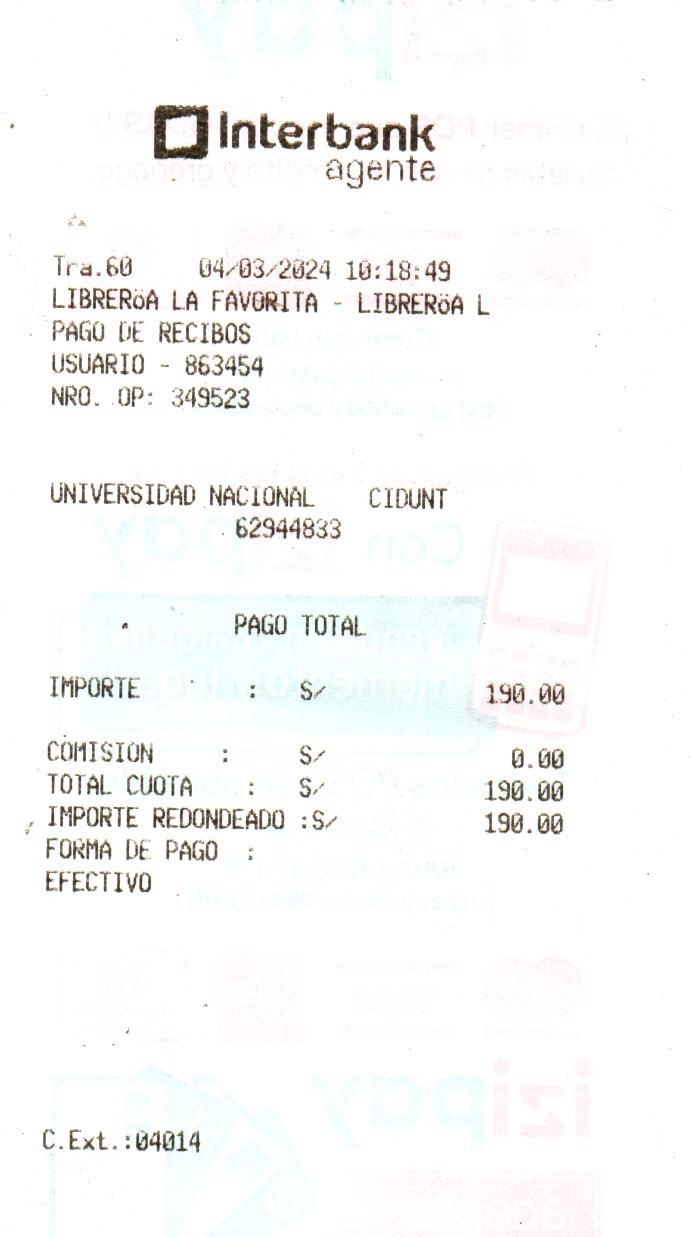 Interbank
agente
Tra.60 04/03/2024 10:18:49
LIBRERöA LA FAVORITA - LIBRERöA L
PAGO DE RECIBOS
USUARIO - 863454
NRO. OP: 349523
UNIVERSIDAD NACIONAL CIDUNT
62944833
PAGO TOTAL
IMPORTE : S/ 190.00
COMISION : S/ 0.00
TOTAL CUOTA : S/ 190.00
IMPORTE REDONDEADO :S/ 190.00
FORMA DE PAGO :
EFECTIVO
C.Ext.:04014